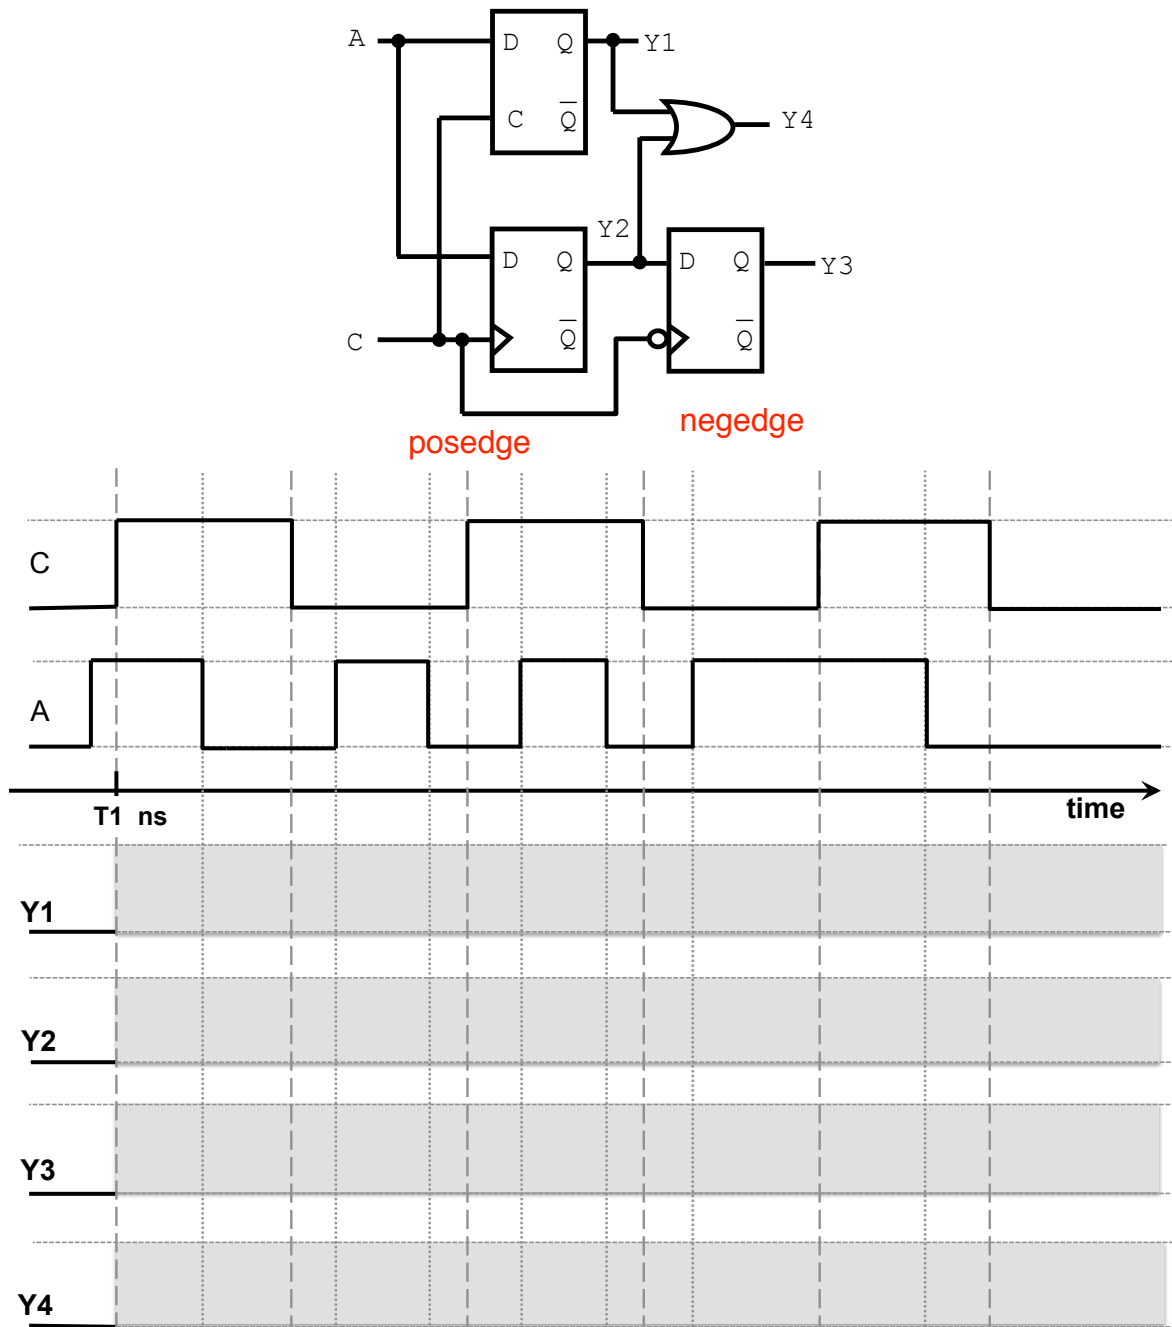 A D Q Y1
C Q
Y4
Y2
D Q D Q Y3
C Q Q
posedge negedge
C
A
T1 ns time
Y1
Y2
Y3
Y4